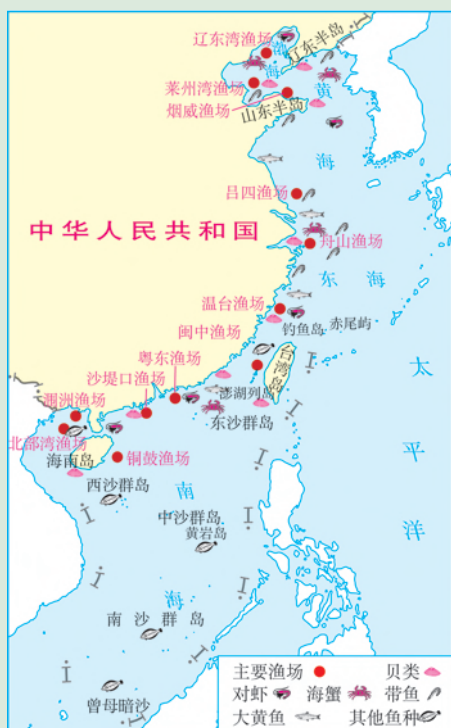 辽东湾渔场
渤
海
辽东半岛
莱州湾渔场
烟威渔场
山东半岛
黄
海
吕四渔场
中华人民共和国
舟山渔场
东海
温台渔场
钓鱼岛
赤尾屿
闽中渔场
台湾岛
太
平
洋
粤东渔场
沙堤口渔场
澎湖列岛
东沙群岛
涠洲渔场
北部湾渔场
海南岛
铜鼓渔场
西沙群岛
南
海
中沙群岛
黄岩岛
南沙群岛
曾母暗沙
主要渔场 贝类
对虾 海蟹 带鱼
大黄鱼 其他鱼种